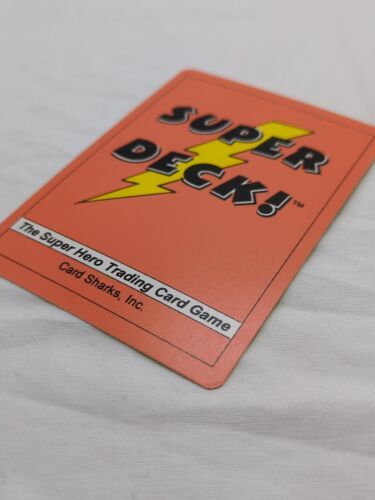 SUPER
DECK!™
The Super Hero Trading Card Game
Card Sharks, Inc.